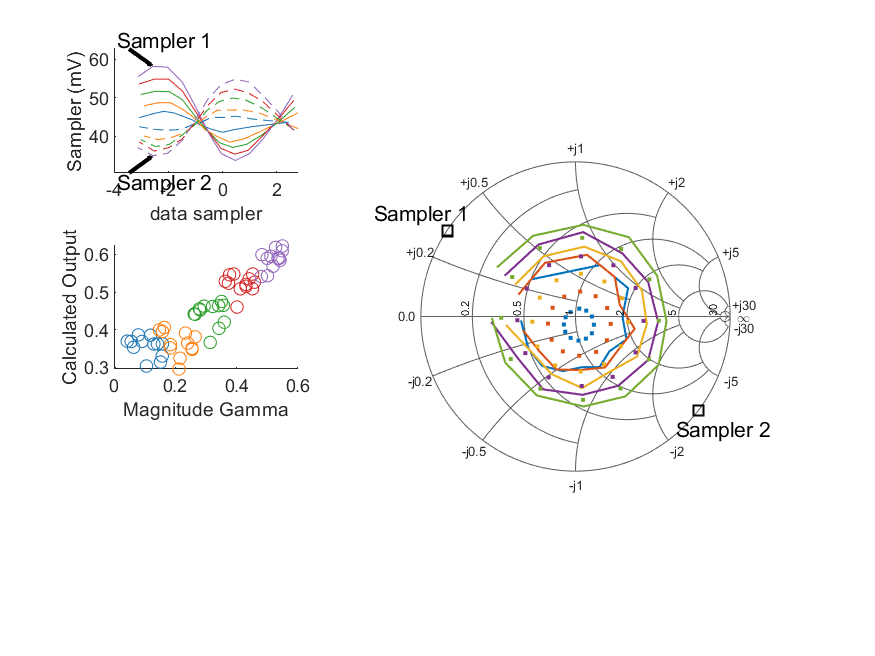 Sampler 1
60
50
40
Sampler (mV)
Sampler 2
-4
-2
0
2
data sampler
0.6
0.5
0.4
0.3
Calculated Output
0
0.2
0.4
0.6
Magnitude Gamma
+j1
+j0.5
+j2
Sampler 1
+j0.2
+j5
0.0
0.2
0.5
1
2
5
30
+j30
∞
-j30
-j0.2
-j5
Sampler 2
-j0.5
-j2
-j1